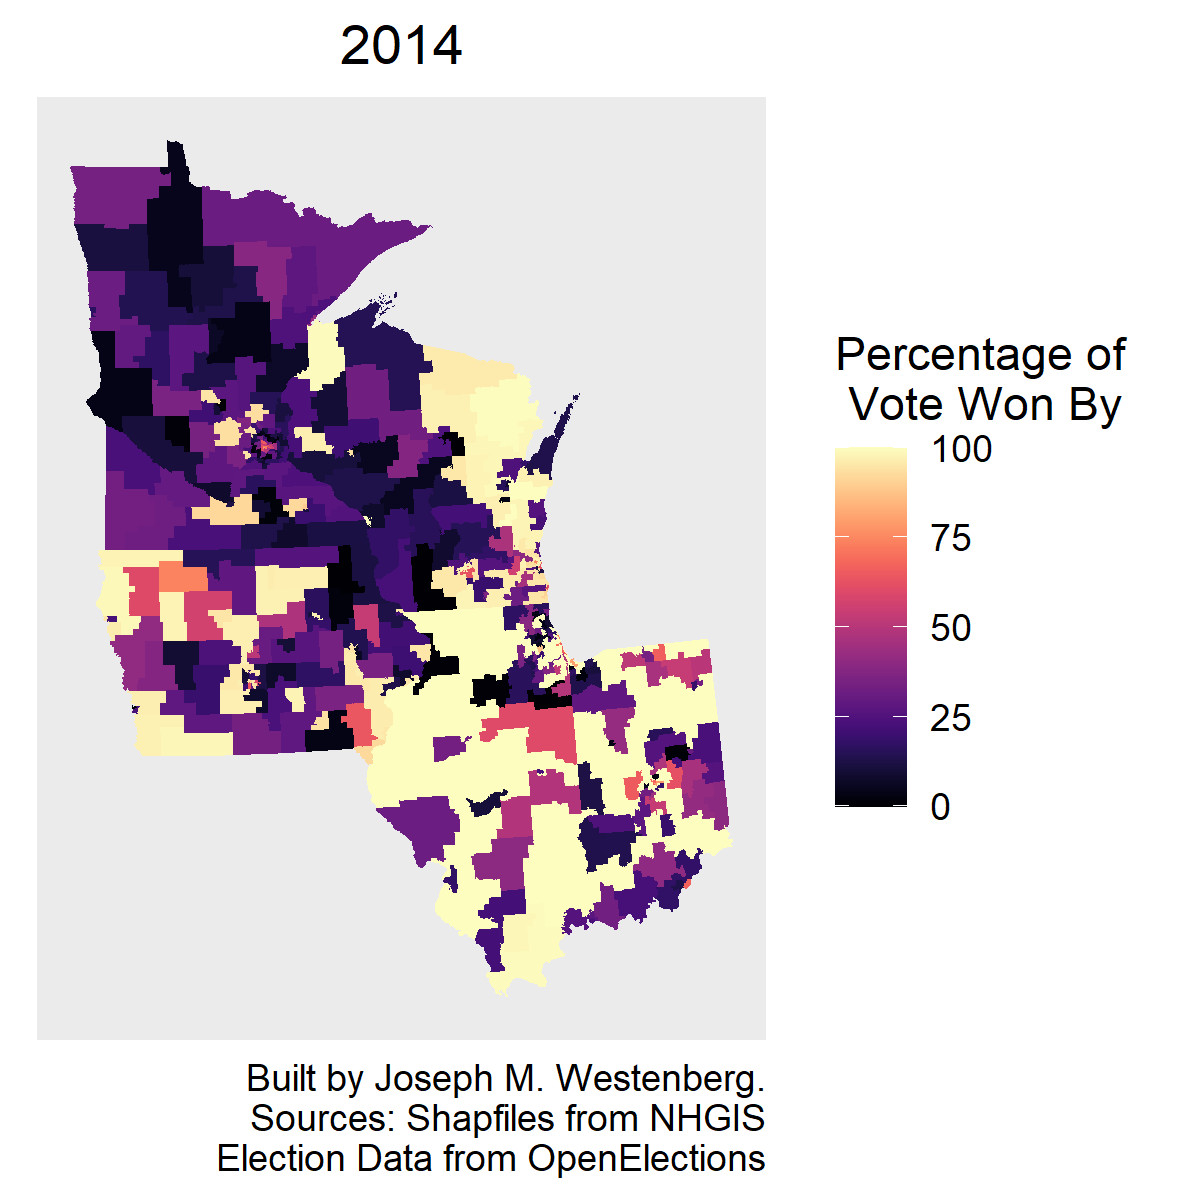 2014
Percentage of
Vote Won By
100
75
50
25
0
Built by Joseph M. Westenberg.
Sources: Shapfiles from NHGIS
Election Data from OpenElections